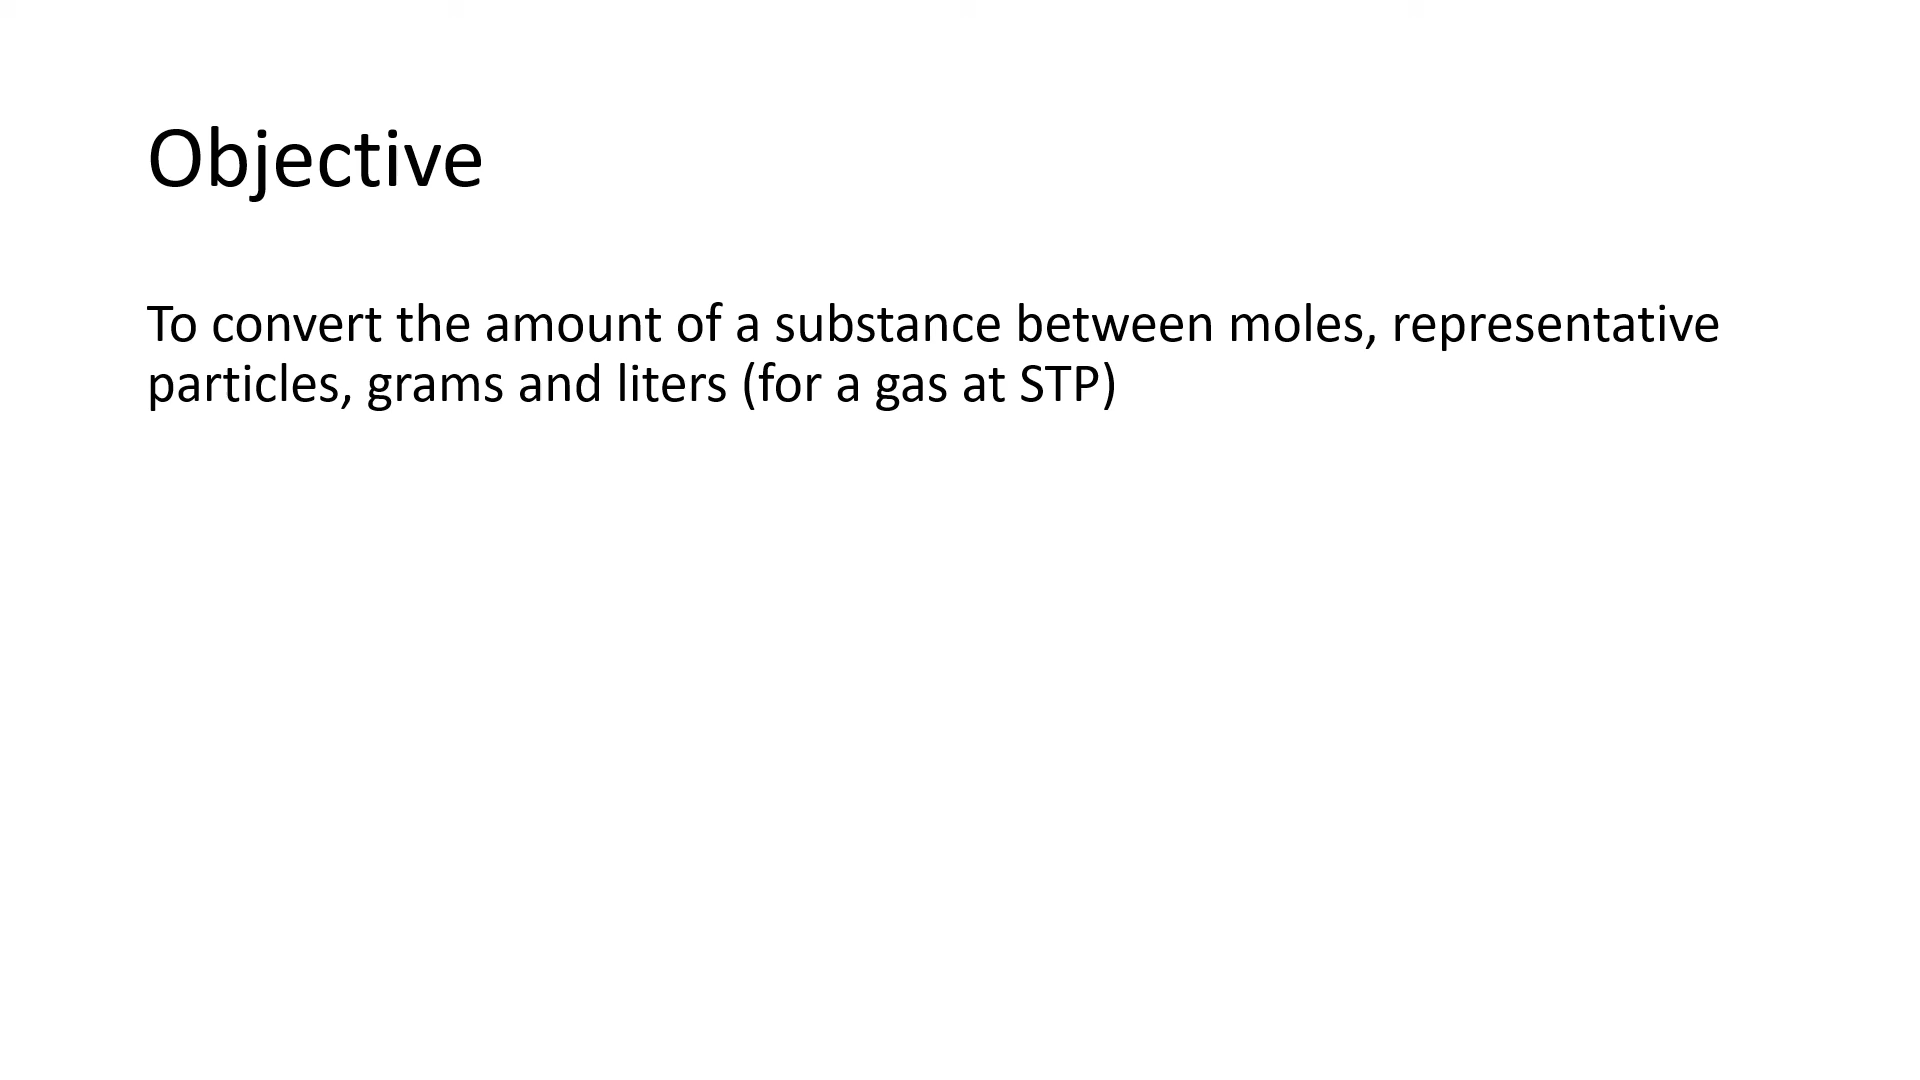 Objective
To convert the amount of a substance between moles, representative
particles, grams and liters (for a gas at STP)